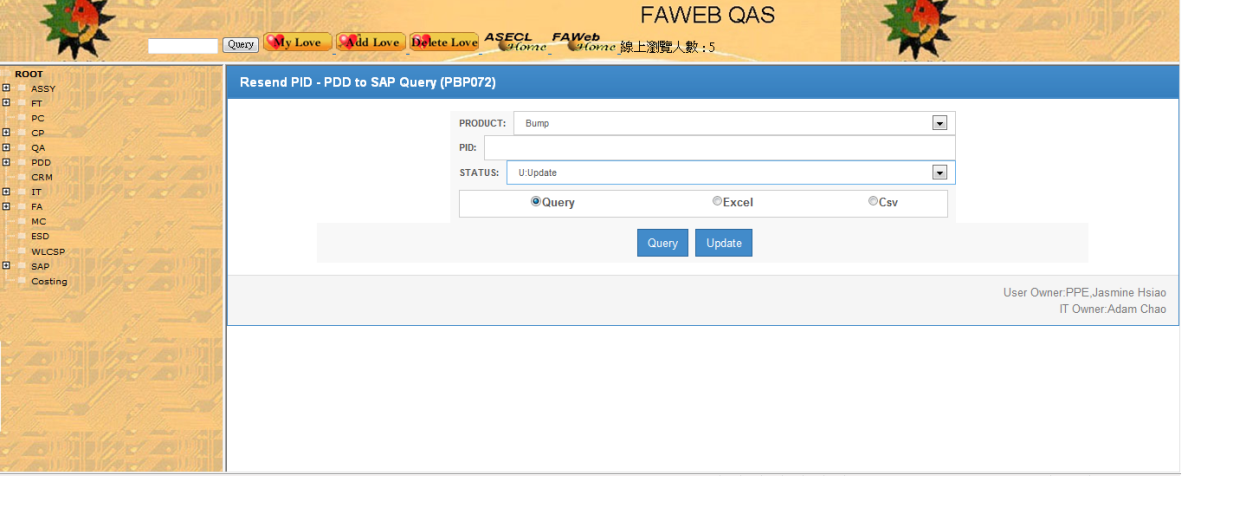 FAWEB QAS
Query My Love Add Love Delete Love ASECL Home FAWeb Home 線上瀏覽人數 : 5
ROOT
ASSY
FT
PC
CP
QA
PDD
CRM
IT
FA
MC
ESD
WLCSP
SAP
Costing
Resend PID - PDD to SAP Query (PBP072)
PRODUCT: Bump
PID:
STATUS: U:Update
Query Excel Csv
Query Update
User Owner:PPE,Jasmine Hsiao
IT Owner:Adam Chao